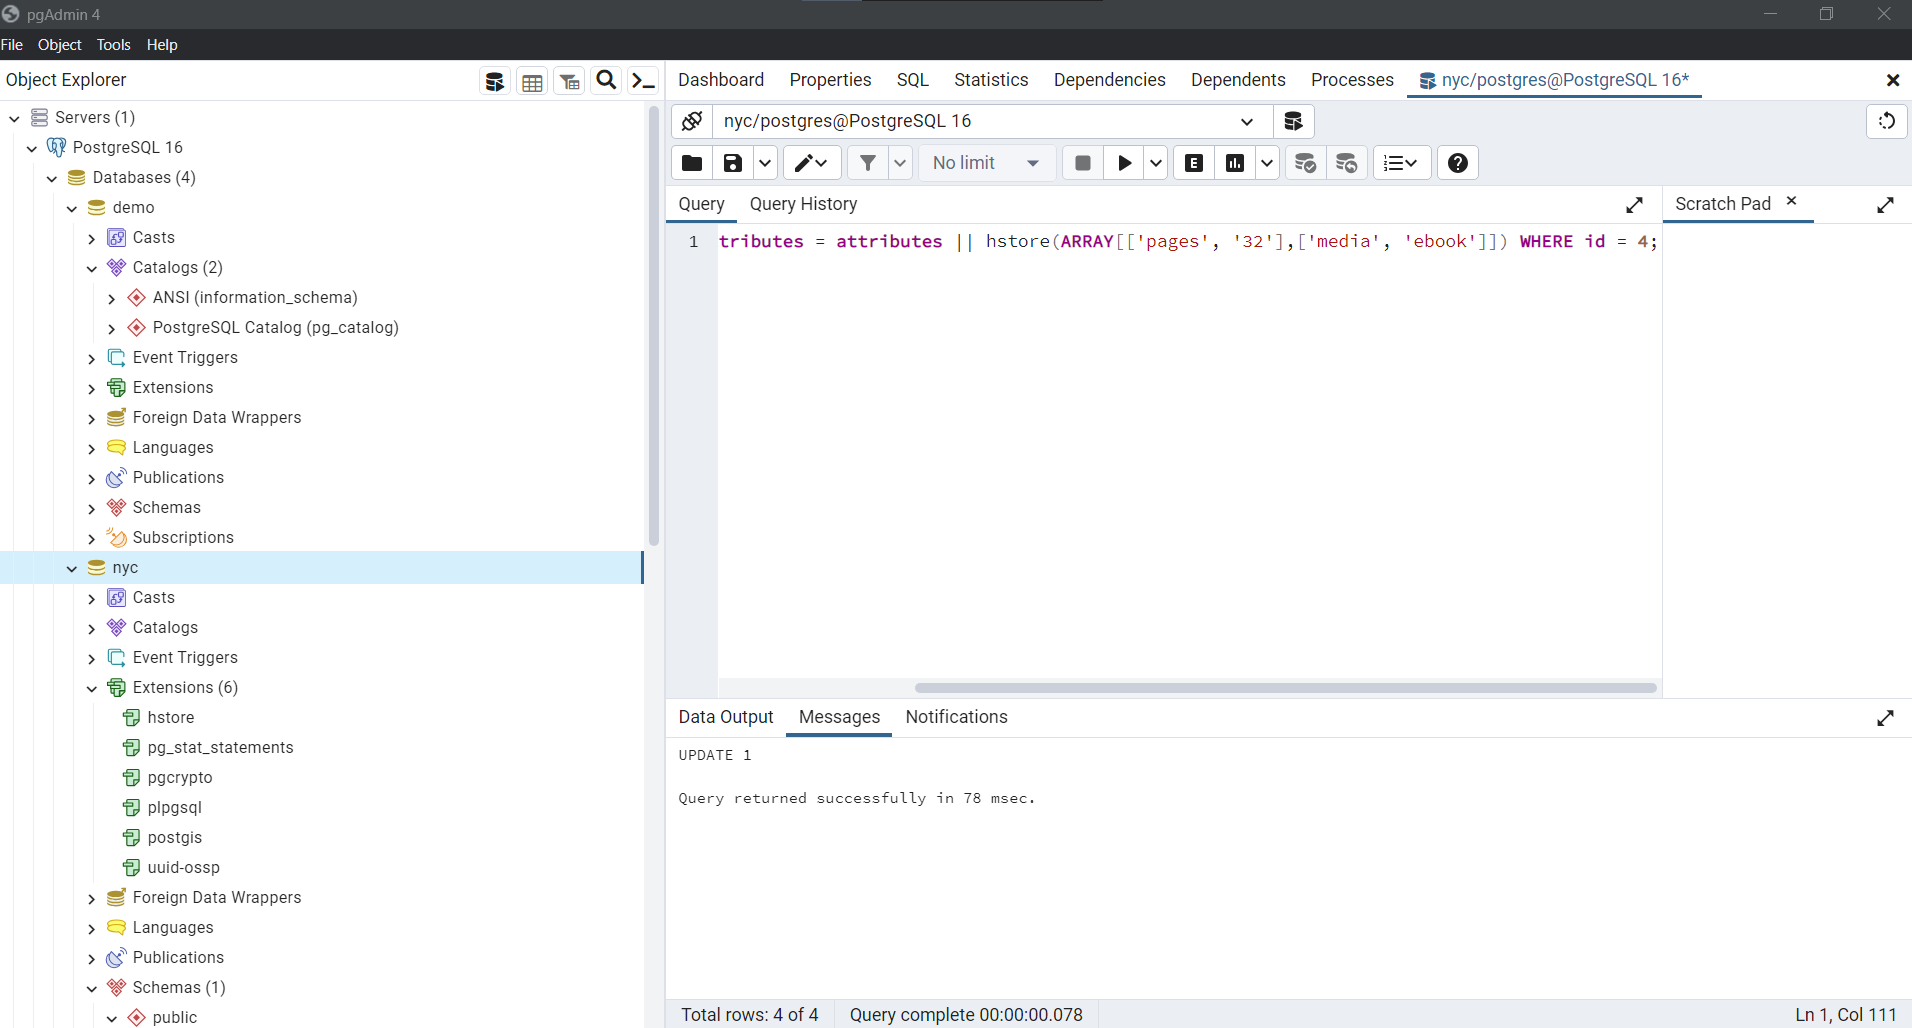 pgAdmin 4
File Object Tools Help
Object Explorer
Servers (1)
PostgreSQL 16
Databases (4)
demo
Casts
Catalogs (2)
ANSI (information_schema)
PostgreSQL Catalog (pg_catalog)
Event Triggers
Extensions
Foreign Data Wrappers
Languages
Publications
Schemas
Subscriptions
nyc
Casts
Catalogs
Event Triggers
Extensions (6)
hstore
pg_stat_statements
pgcrypto
plpgsql
postgis
uuid-ossp
Foreign Data Wrappers
Languages
Publications
Schemas (1)
public
Dashboard Properties SQL Statistics Dependencies Dependents Processes nyc/postgres@PostgreSQL 16*
nyc/postgres@PostgreSQL 16
No limit E
Query Query History
Scratch Pad
1 tributes = attributes || hstore(ARRAY[['pages', '32'],['media', 'ebook']]) WHERE id = 4;
Data Output Messages Notifications
UPDATE 1
Query returned successfully in 78 msec.
Total rows: 4 of 4 Query complete 00:00:00.078 Ln 1, Col 111